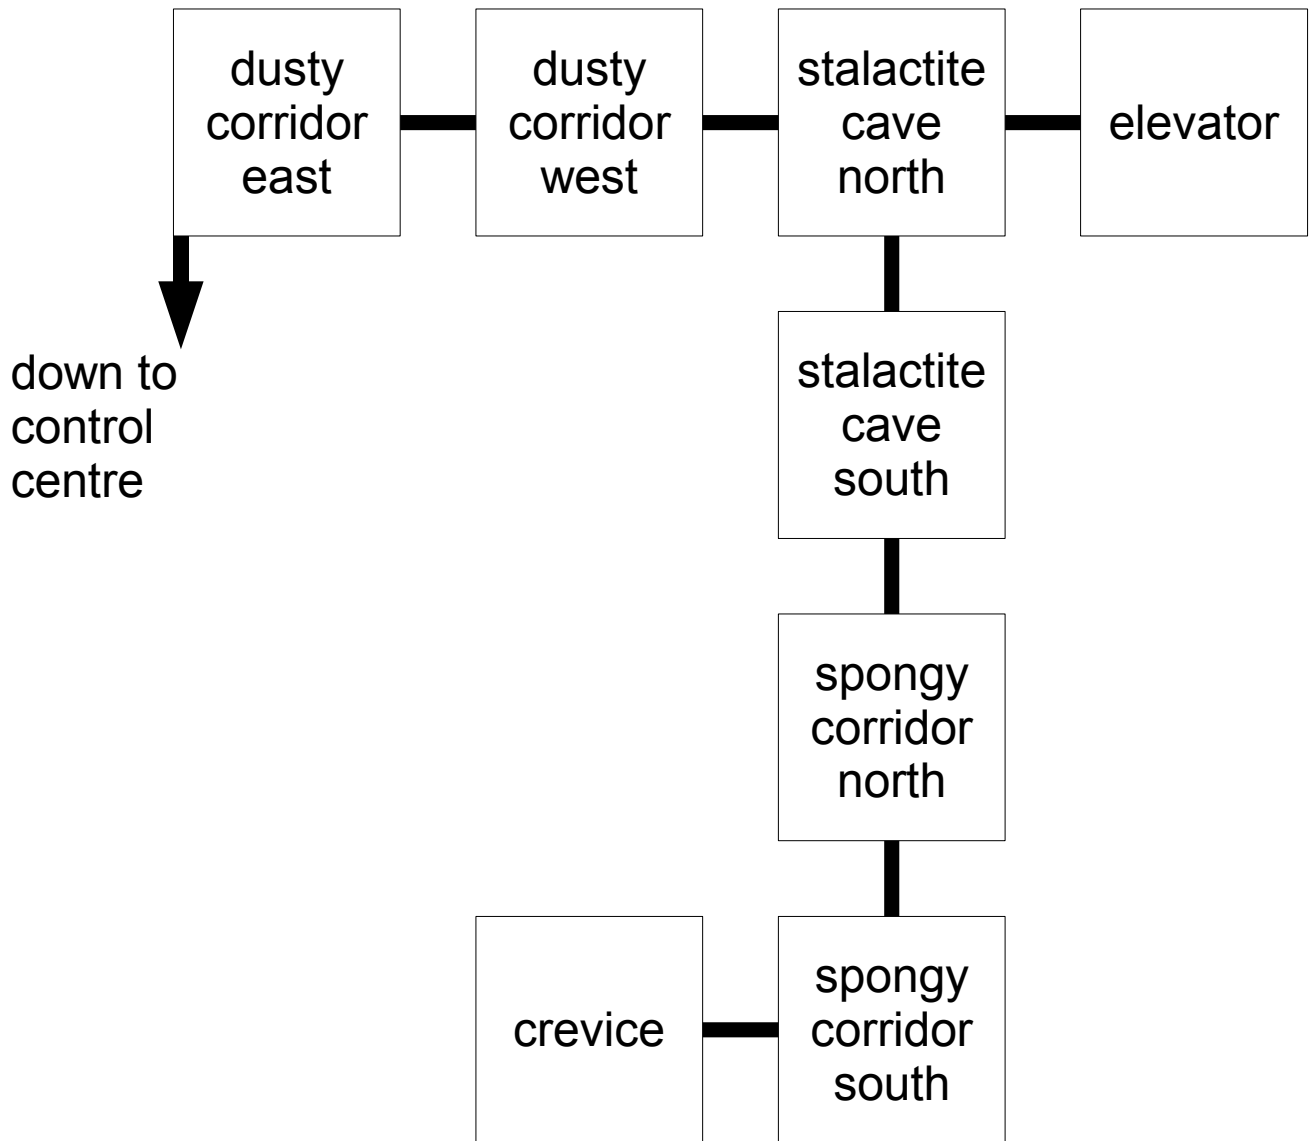 dusty
corridor
east
dusty
corridor
west
stalactite
cave
north
elevator
down to
control
centre
stalactite
cave
south
spongy
corridor
north
crevice
spongy
corridor
south